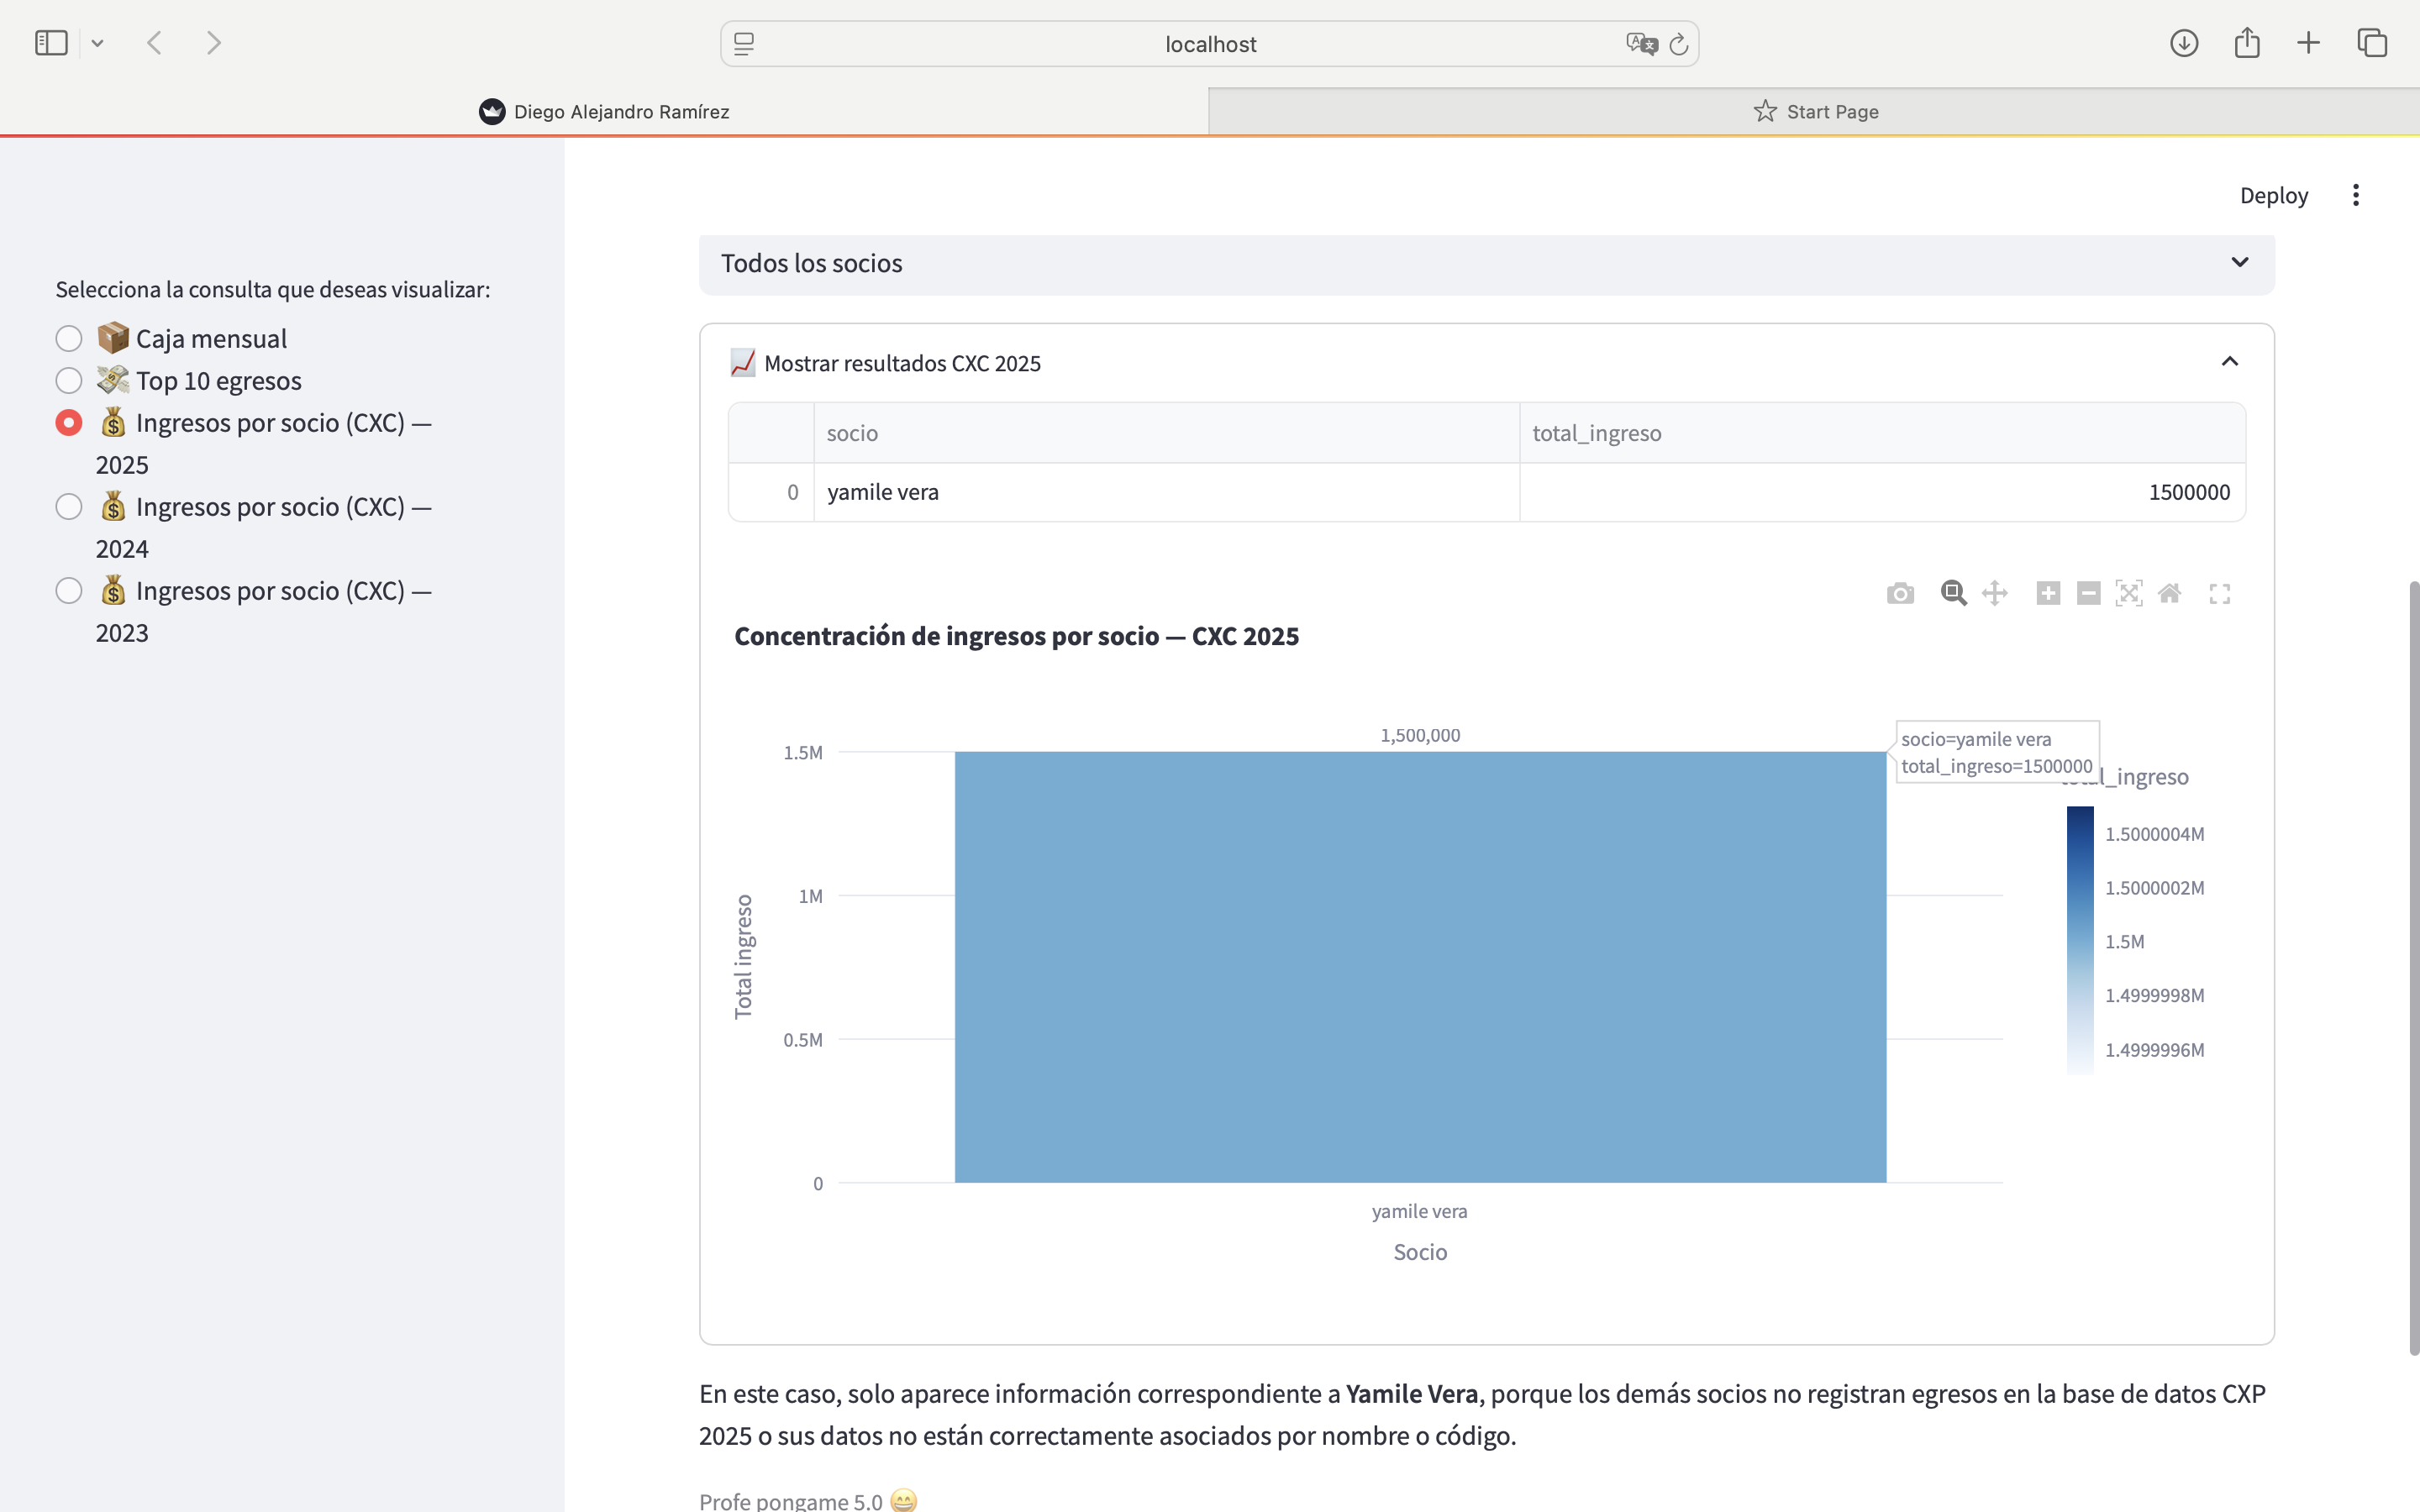 localhost
Diego Alejandro Ramírez
Start Page
Deploy
Selecciona la consulta que deseas visualizar:
📦 Caja mensual
💸 Top 10 egresos
💰 Ingresos por socio (CXC) —
2025
💰 Ingresos por socio (CXC) —
2024
💰 Ingresos por socio (CXC) —
2023
Todos los socios
📈 Mostrar resultados CXC 2025
socio total_ingreso
0 yamile vera 1500000
Concentración de ingresos por socio — CXC 2025
1,500,000
socio=yamile vera
total_ingreso=1500000
total_ingreso
1.5M
1M
0.5M
0
Total ingreso
1.5000004M
1.5000002M
1.5M
1.4999998M
1.4999996M
yamile vera
Socio
En este caso, solo aparece información correspondiente a Yamile Vera, porque los demás socios no registran egresos en la base de datos CXP
2025 o sus datos no están correctamente asociados por nombre o código.
Profe pongame 5.0 😄